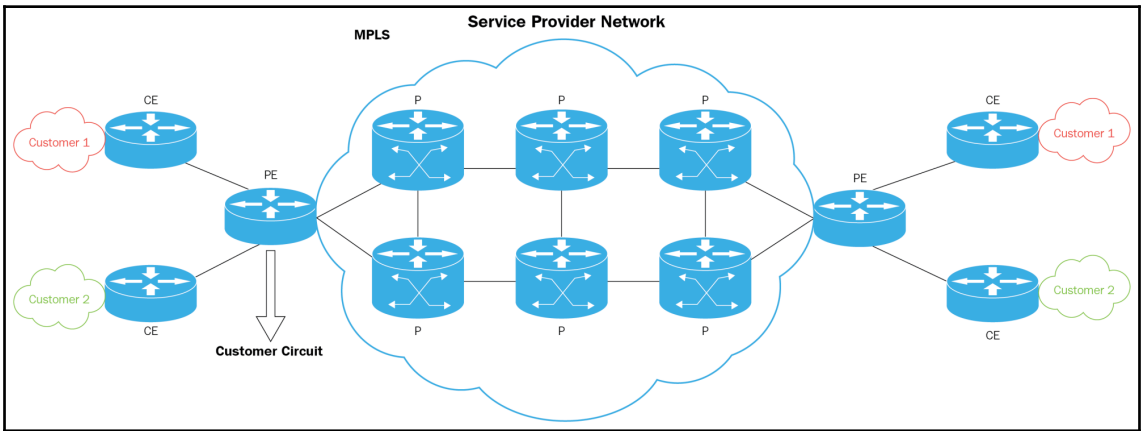 Service Provider Network
MPLS
CE
P
P
P
CE
Customer 1
Customer 1
PE
PE
Customer 2
Customer 2
CE
P
P
P
CE
Customer Circuit